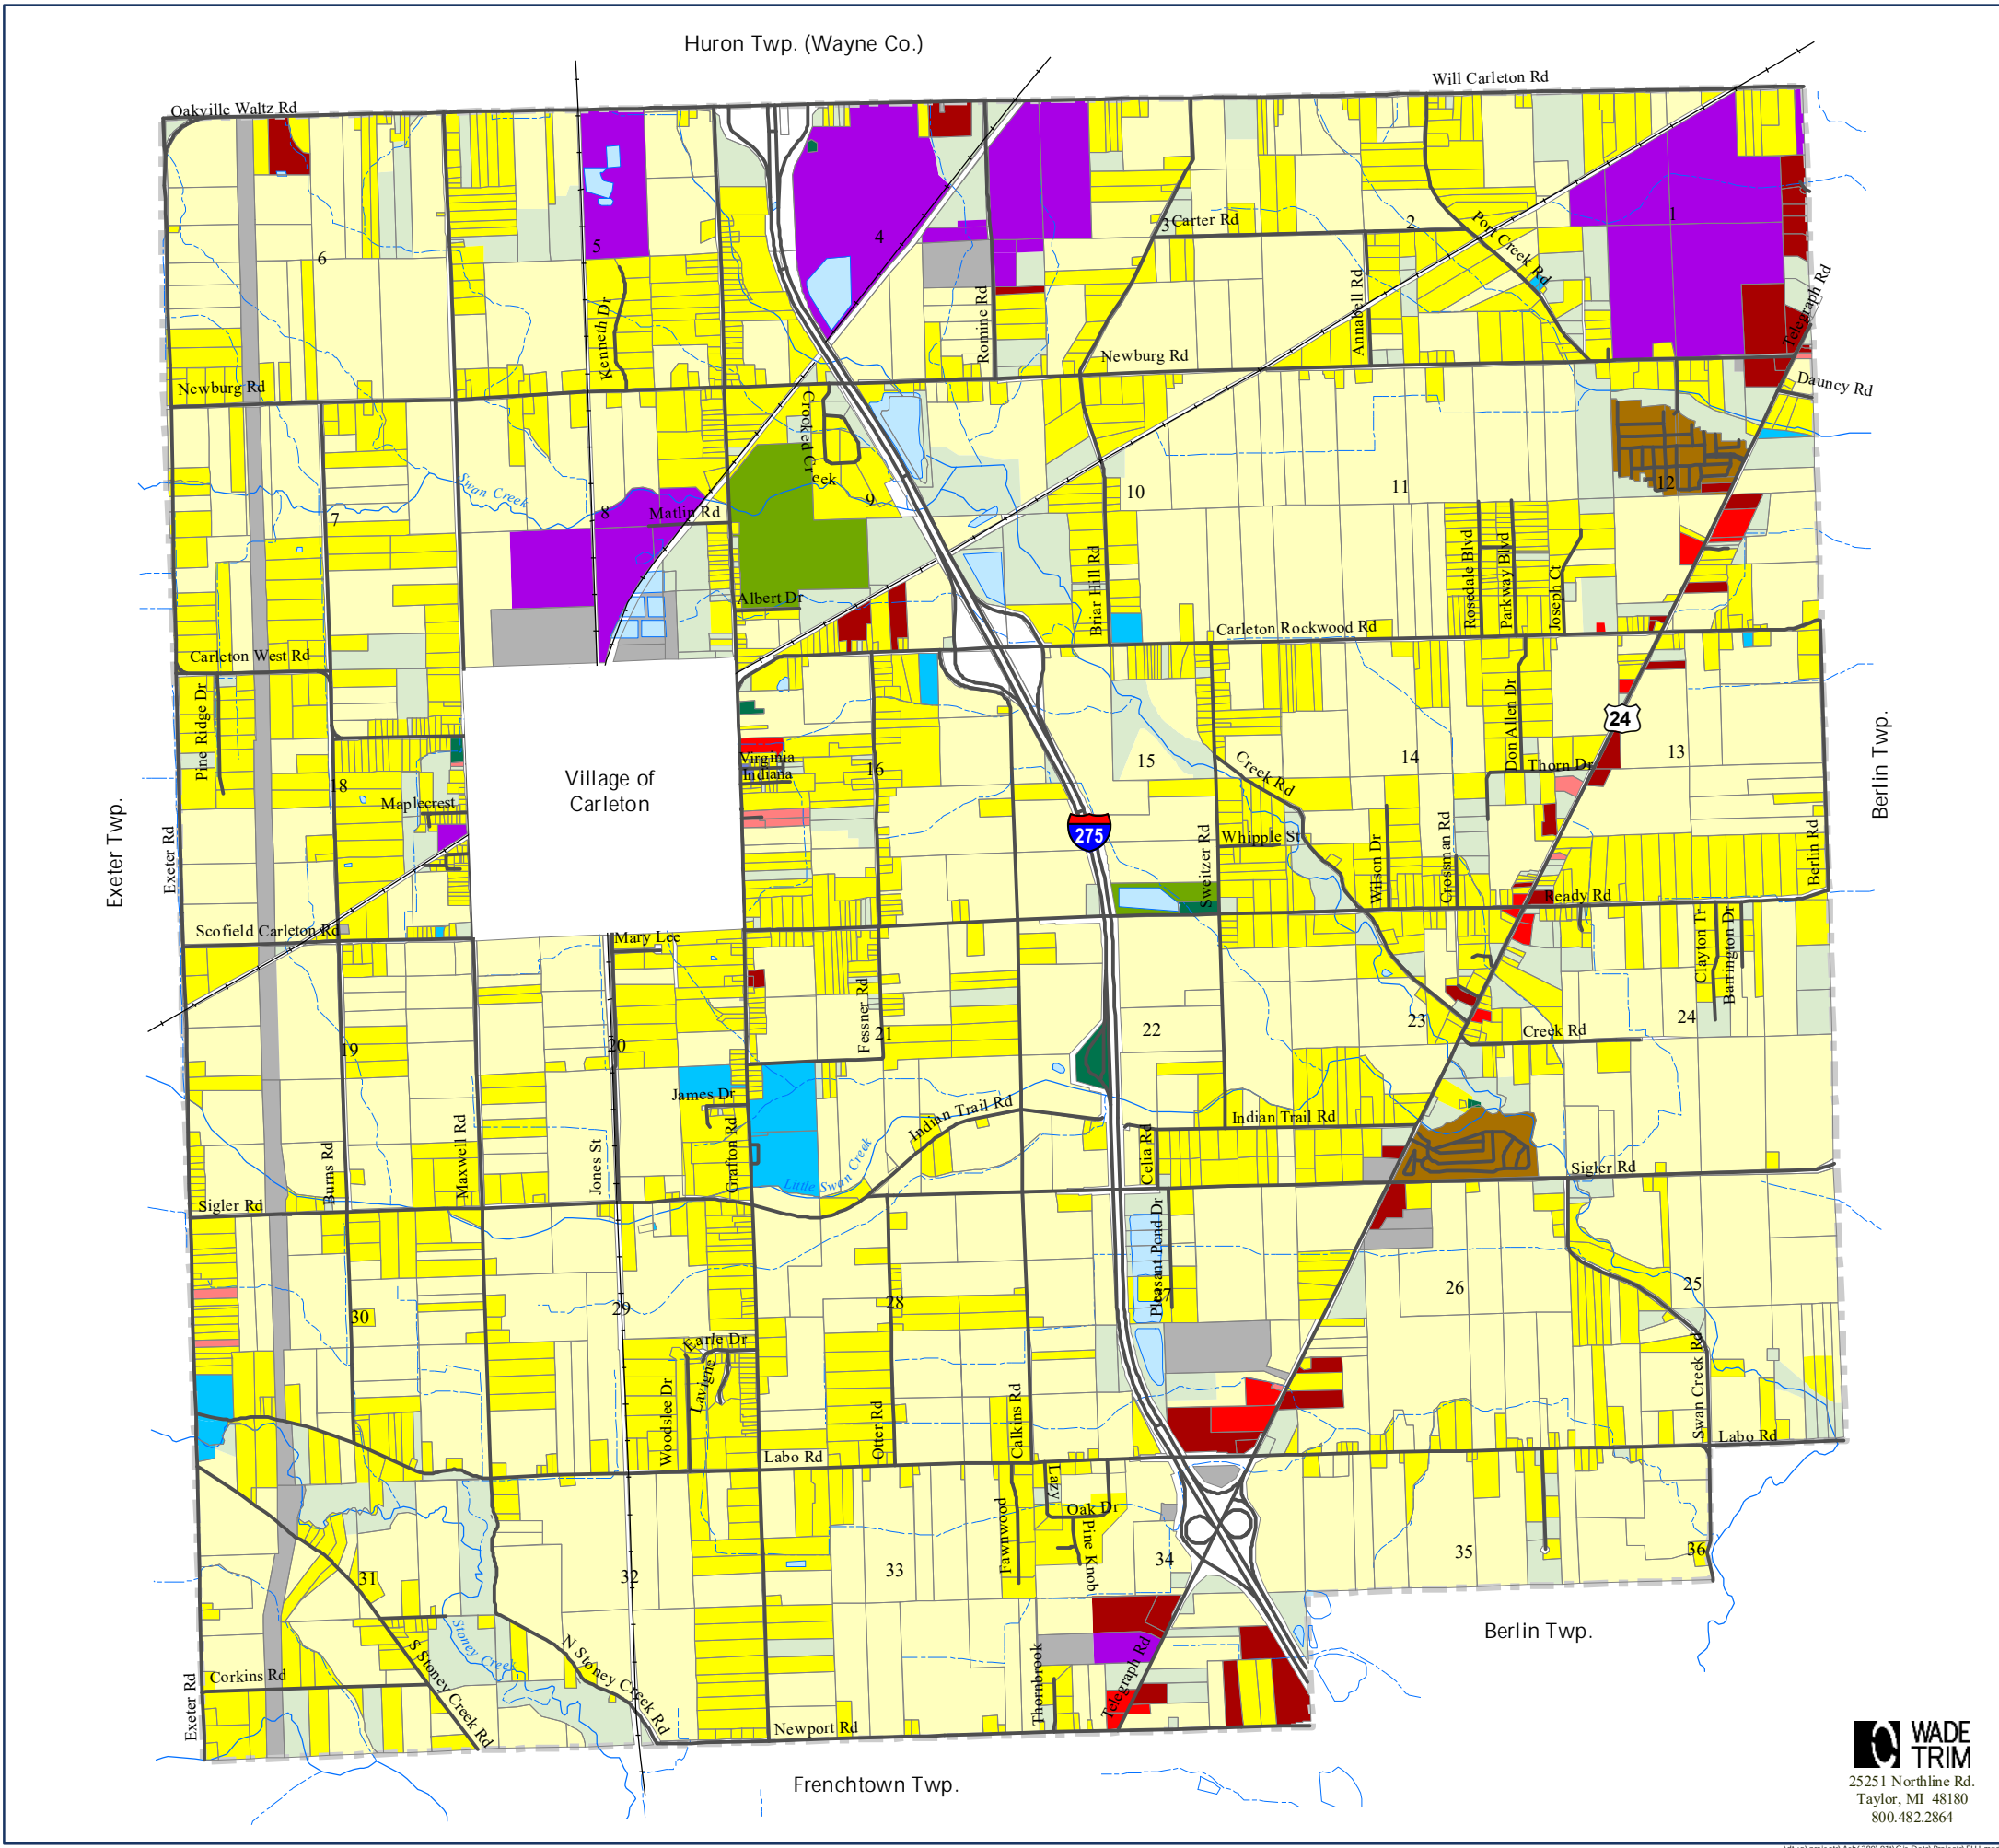 Huron Twp. (Wayne Co.)
Will Carleton Rd
Oakville Waltz Rd
6
5
4
3
Carter Rd
2
Port Creek Rd
1
Kenneth Dr
Romine Rd
Annabell Rd
Telegraph Rd
Newburg Rd
Newburg Rd
Dauncy Rd
Crooked Creek
Swan Creek
7
8
Matlin Rd
9
10
11
12
Albert Dr
Briar Hill Rd
Rosedale Blvd
Parkway Blvd
Joseph Ct
Carleton Rockwood Rd
Carleton West Rd
Pine Ridge Dr
Don Allen Dr
24
Village of
Carleton
Virginia
Indiana
16
15
Creek Rd
14
Thorn Dr
13
18
Maplecrest
Exeter Twp.
Exeter Rd
275
Sweitzer Rd
Whipple St
Wilson Dr
Crossman Rd
Berlin Rd
Berlin Twp.
Ready Rd
Scofield Carleton Rd
Mary Lee
Clayton Tr
Barrington Dr
Fessner Rd
19
20
21
22
23
24
Creek Rd
James Dr
Indian Trail Rd
Indian Trail Rd
Burns Rd
Maxwell Rd
Jones St
Grafton Rd
Little Swan Creek
Celia Rd
Sigler Rd
Sigler Rd
Pleasant Pond Dr
30
29
28
27
26
25
Earle Dr
Lavigne
Woodslee Dr
Otter Rd
Calkins Rd
Swan Creek Rd
Labo Rd
Labo Rd
Lazy
Oak Dr
Fawnwood
Pine Knob
31
32
33
34
35
36
Berlin Twp.
Stoney Creek
S Stoney Creek Rd
N Stoney Creek Rd
Thornbrook
Telegraph Rd
Corkins Rd
Exeter Rd
Newport Rd
Frenchtown Twp.
WADE
TRIM
25251 Northline Rd.
Taylor, MI 48180
800.482.2864